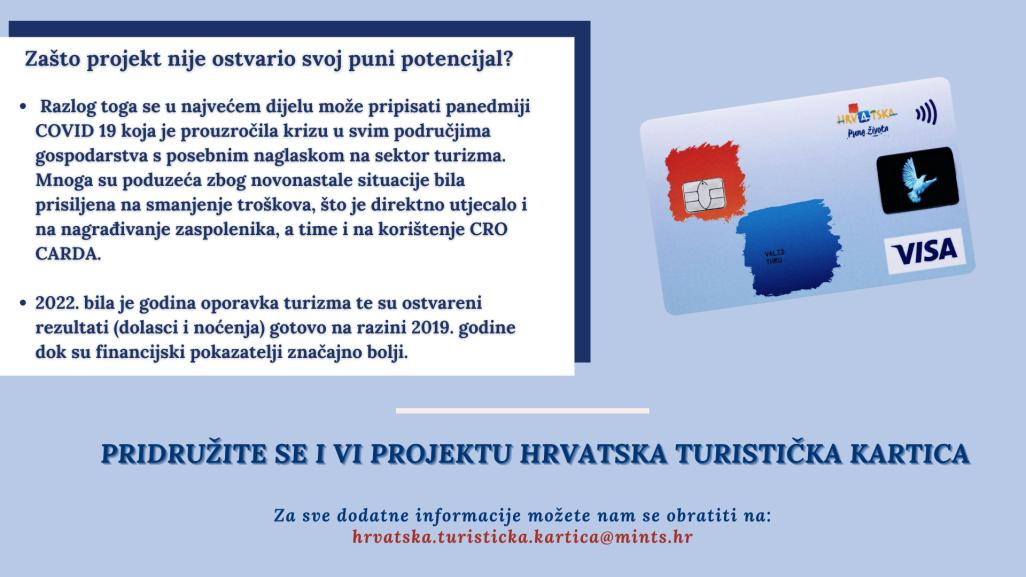 Zašto projekt nije ostvario svoj puni potencijal?
• Razlog toga se u najvećem dijelu može pripisati panedmiji
COVID 19 koja je prouzročila krizu u svim područjima
gospodarstva s posebnim naglaskom na sektor turizma.
Mnoga su poduzeća zbog novonastale situacije bila
prisiljena na smanjenje troškova, što je direktno utjecalo i
na nagrađivanje zaspolenika, a time i na korištenje CRO
CARDA.
• 2022. bila je godina oporavka turizma te su ostvareni
rezultati (dolasci i noćenja) gotovo na razini 2019. godine
dok su financijski pokazatelji značajno bolji.
HRVATSKA
Puna života
VALID
THRU
VISA
PRIDRUŽITE SE I VI PROJEKTU HRVATSKA TURISTIČKA KARTICA
Za sve dodatne informacije možete nam se obratiti na:
hrvatska.turisticka.kartica@mints.hr